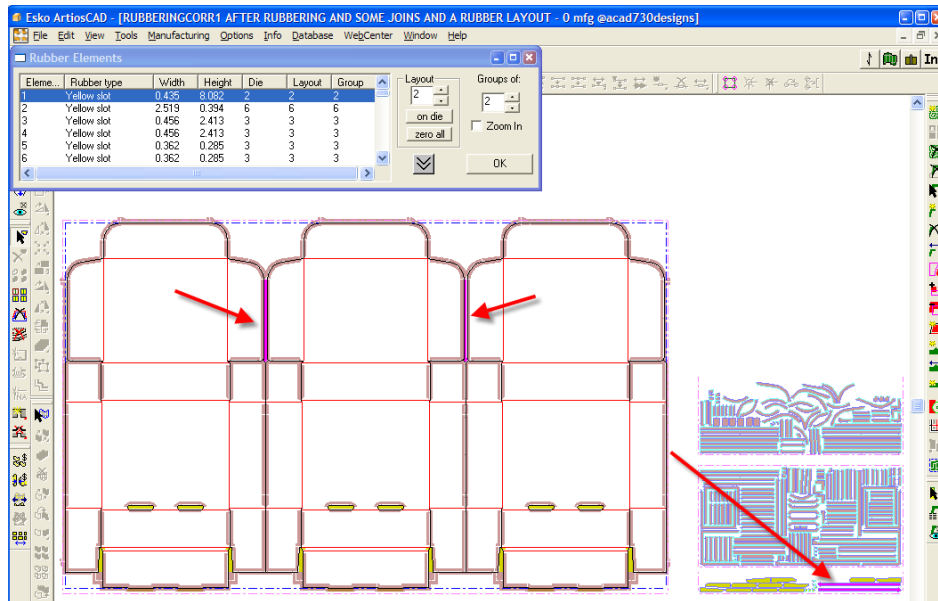 Esko ArtiosCAD - [RUBBERINGCORR1 AFTER RUBBERING AND SOME JOINS AND A RUBBER LAYOUT - 0 mfg @acad730designs]
File Edit View Tools Manufacturing Options Info Database WebCenter Window Help
In
Rubber Elements
Eleme... Rubber type Width Height Die Layout Group
1 Yellow slot 0.435 8.082 2 2 2
2 Yellow slot 2.519 0.394 6 6 6
3 Yellow slot 0.456 2.413 3 3 3
4 Yellow slot 0.456 2.413 3 3 3
5 Yellow slot 0.362 0.285 3 3 3
6 Yellow slot 0.362 0.285 3 3 3
Layout
2
on die
zero all
Groups of:
2
Zoom In
OK